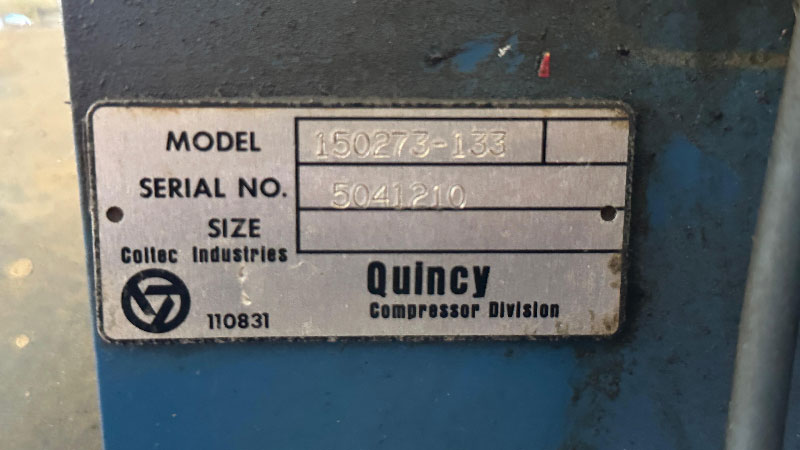 MODEL 150273-133
SERIAL NO. 5041210
SIZE
Coltec Industries
Quincy
Compressor Division
110831